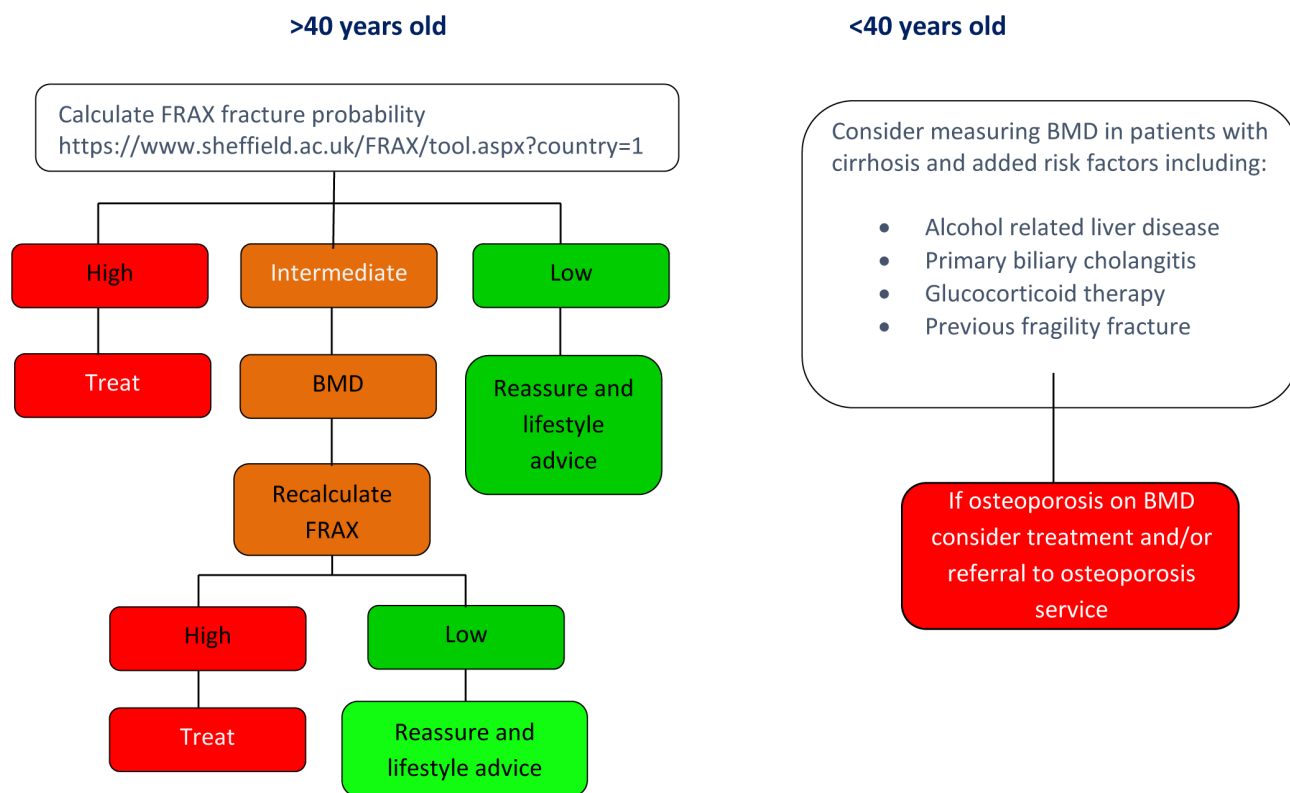 >40 years old
<40 years old
Calculate FRAX fracture probability
https://www.sheffield.ac.uk/FRAX/tool.aspx?country=1
High
Intermediate
Low
Treat
BMD
Reassure and
lifestyle
advice
Recalculate
FRAX
High
Low
Treat
Reassure and
lifestyle advice
Consider measuring BMD in patients with
cirrhosis and added risk factors including:
• Alcohol related liver disease
• Primary biliary cholangitis
• Glucocorticoid therapy
• Previous fragility fracture
If osteoporosis on BMD
consider treatment and/or
referral to osteoporosis
service